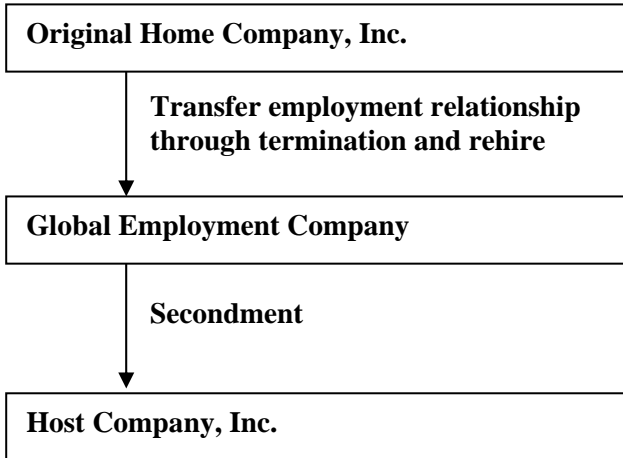 Original Home Company, Inc.
Transfer employment relationship
through termination and rehire
Global Employment Company
Secondment
Host Company, Inc.